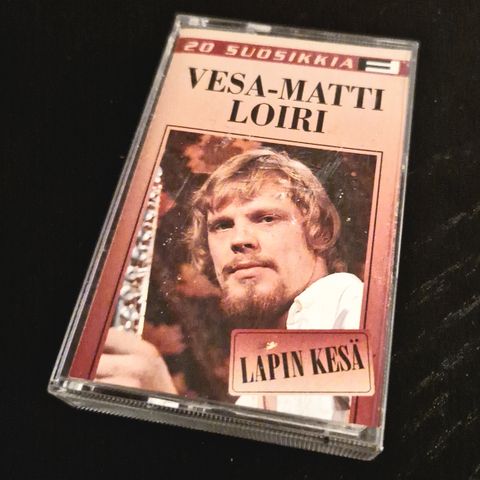 20 SUOSIKKIA
VESA-MATTI
LOIRI
LAPIN KESÄ